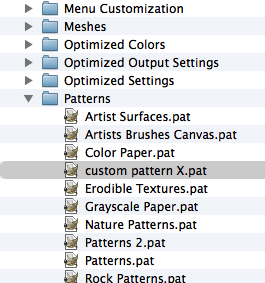 Menu Customization
Meshes
Optimized Colors
Optimized Output Settings
Optimized Settings
Patterns
Artist Surfaces.pat
Artists Brushes Canvas.pat
Color Paper.pat
custom pattern X.pat
Erodible Textures.pat
Grayscale Paper.pat
Nature Patterns.pat
Patterns 2.pat
Patterns.pat
Rock Patterns.pat